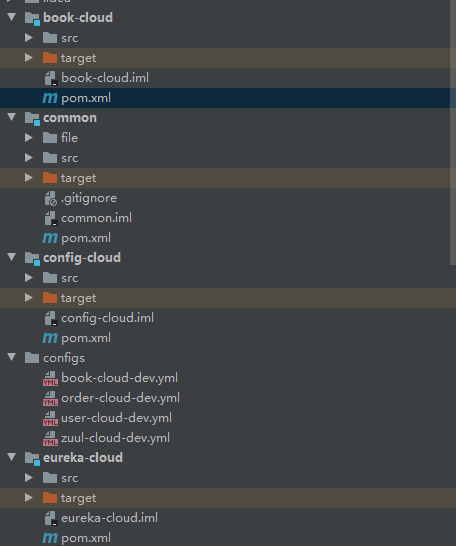 book-cloud
src
target
book-cloud.iml
pom.xml
common
file
src
target
.gitignore
common.iml
pom.xml
config-cloud
src
target
config-cloud.iml
pom.xml
configs
book-cloud-dev.yml
order-cloud-dev.yml
user-cloud-dev.yml
zuul-cloud-dev.yml
eureka-cloud
src
target
eureka-cloud.iml
pom.xml